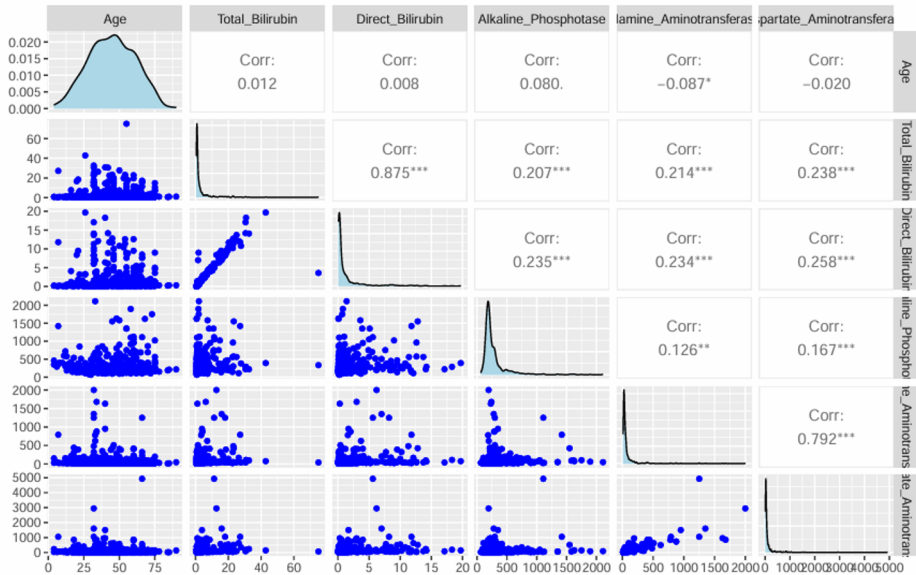 Age Total_Bilirubin Direct_Bilirubin Alkaline_Phosphotase lamine_Aminotransferas partate_Aminotransfera
0.020
0.015
0.010
0.005
0.000
Corr:
0.012
Corr:
0.008
Corr:
0.080.
Corr:
−0.087*
Corr:
−0.020
Age
60
40
20
0
Corr:
0.875***
Corr:
0.207***
Corr:
0.214***
Corr:
0.238***
Total_Bilirubin
20
15
10
5
0
Corr:
0.235***
Corr:
0.234***
Corr:
0.258***
Direct_Bilirubin
2000
1500
1000
500
0
Corr:
0.126**
Corr:
0.167***
line_Phospho
2000
1500
1000
500
0
Corr:
0.792***
e_Aminotrans
5000
4000
3000
2000
1000
0
ate_Aminotran
0 25 50 75 0 20 40 60 0 5 10 15 20 0 500 1000 1500 2000 0 500 1000 1500 2000 0 1000 2000 3000 4000 5000